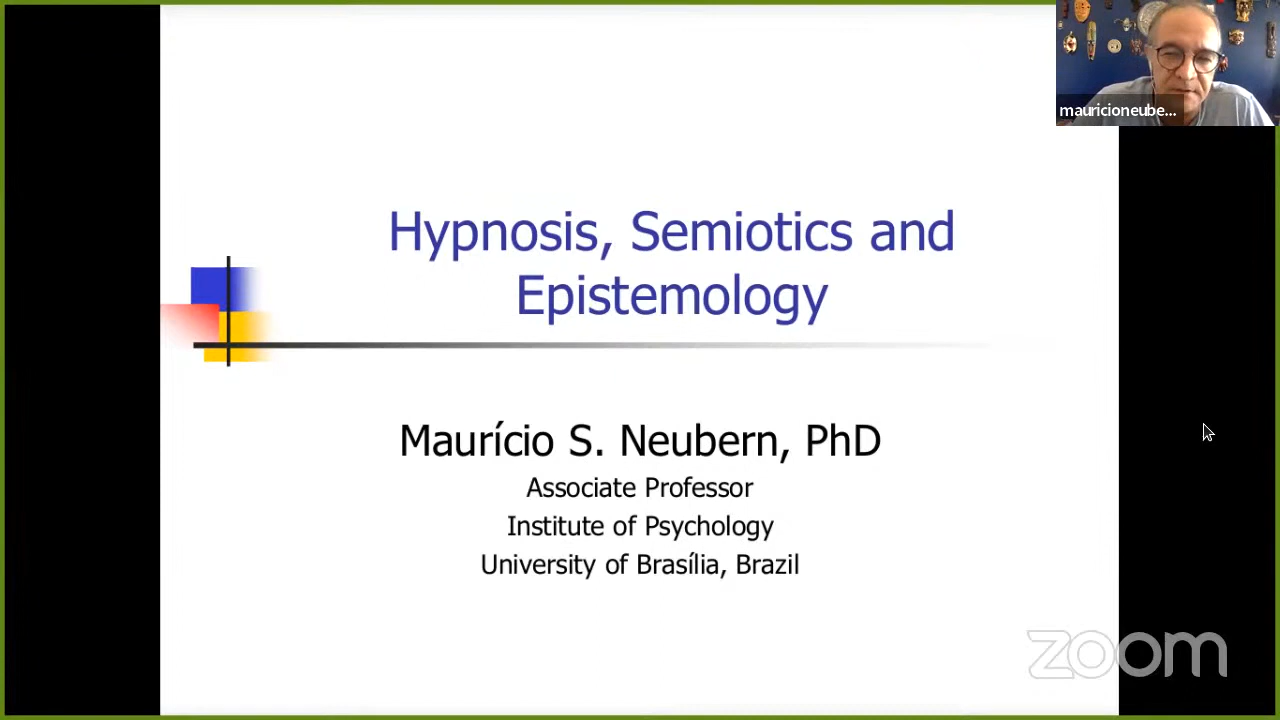 mauricioneube...
Hypnosis, Semiotics and
Epistemology
Maurício S. Neubern, PhD
Associate Professor
Institute of Psychology
University of Brasília, Brazil
zoom